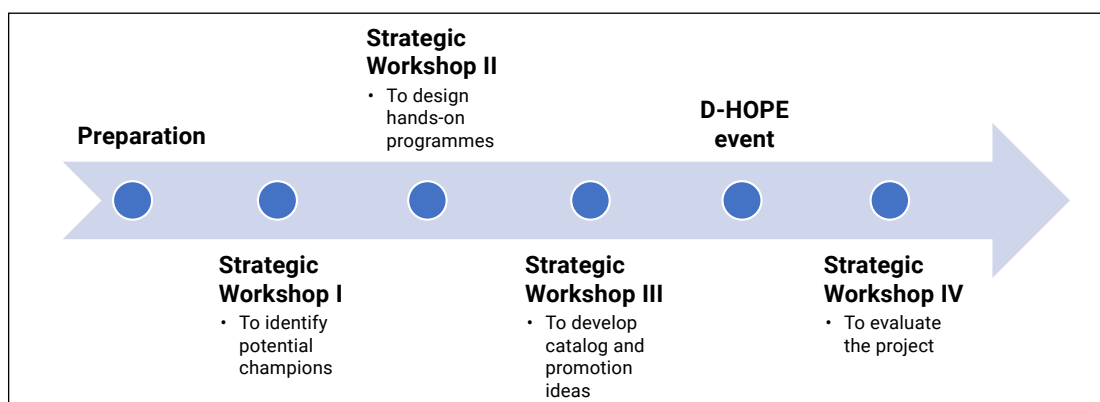 Preparation
Strategic
Workshop I
• To identify
potential
champions
Strategic
Workshop II
• To design
hands-on
programmes
Strategic
Workshop III
• To develop
catalog and
promotion
ideas
D-HOPE
event
Strategic
Workshop IV
• To evaluate
the project